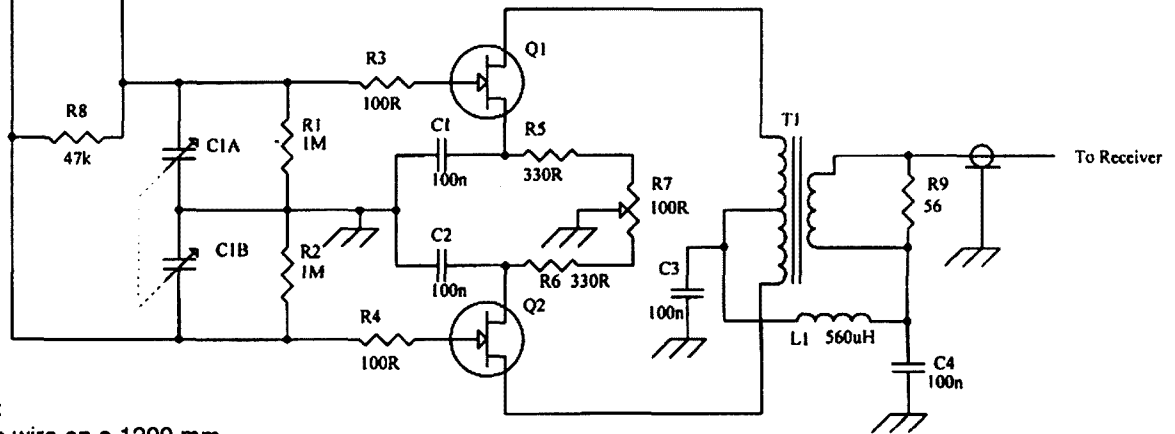 Q1
R3
100R
R8
47k
C1A
R1
1M
C1
100n
R5
330R
R7
100R
T1
To Receiver
R9
56
C1B
R2
1M
C2
100n
R6 330R
C3
100n
Q2
R4
100R
L1 560uH
C4
100n